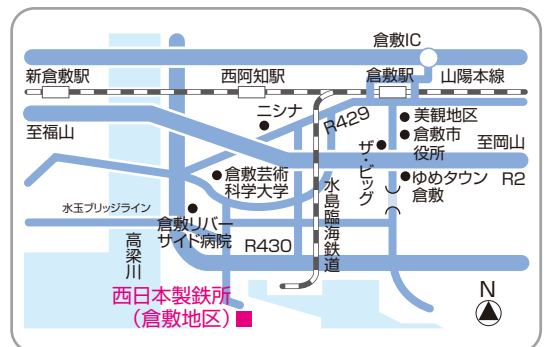 倉敷IC
新倉敷駅
西阿知駅
倉敷駅
山陽本線
ニシナ
R429
美観地区
倉敷市
役所
至福山
ザ・ビッグ
至岡山
倉敷芸術
科学大学
ゆめタウン
倉敷
R2
水玉ブリッジライン
倉敷リバー
サイド病院
水島臨海鉄道
高梁川
R430
西日本製鉄所
（倉敷地区）
N